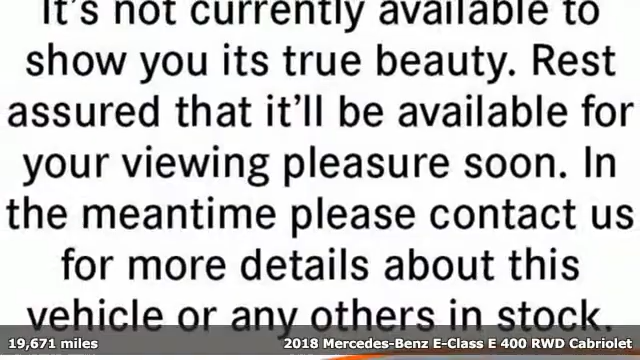 It's not currently available to
show you its true beauty. Rest
assured that it'll be available for
your viewing pleasure soon. In
the meantime please contact us
for more details about this
vehicle or any others in stock.
19,671 miles
2018 Mercedes-Benz E-Class E 400 RWD Cabriolet